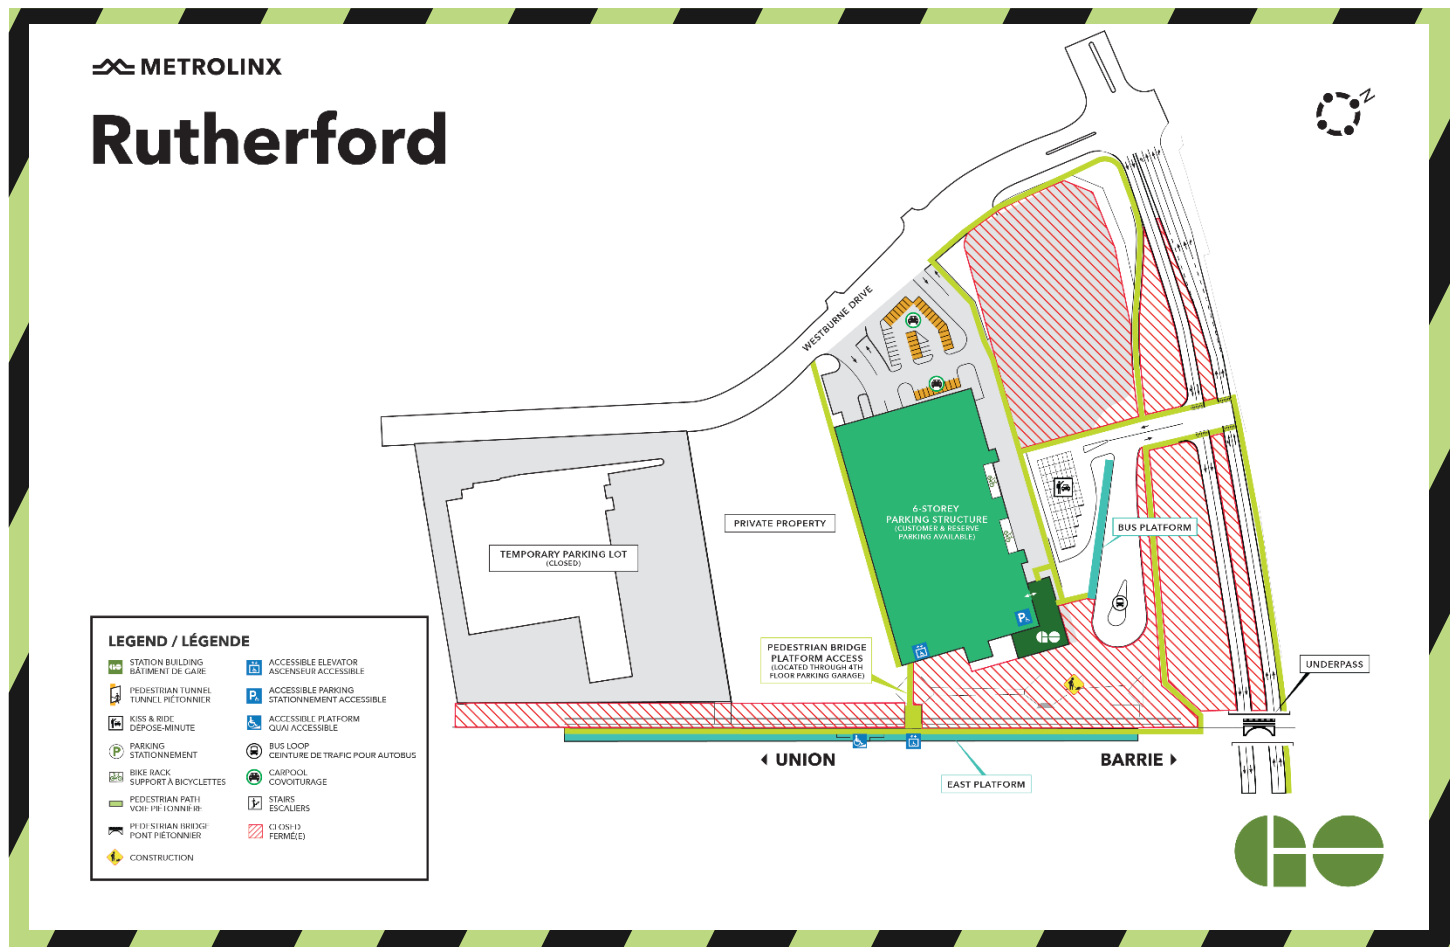 METROLINX
Rutherford
N
WESTBURNE DRIVE
6-STOREY
PARKING STRUCTURE
(CUSTOMER & RESERVE
PARKING AVAILABLE)
PRIVATE PROPERTY
BUS PLATFORM
TEMPORARY PARKING LOT
(CLOSED)
PEDESTRIAN BRIDGE
PLATFORM ACCESS
(LOCATED THROUGH 4TH
FLOOR PARKING GARAGE)
UNDERPASS
UNION
BARRIE
EAST PLATFORM
LEGEND / LÉGENDE
STATION BUILDING
BÂTIMENT DE GARE
PEDESTRIAN TUNNEL
TUNNEL PIÉTONNIER
KISS & RIDE
DÉPOSE-MINUTE
P
PARKING
STATIONNEMENT
BIKE RACK
SUPPORT À BICYCLETTES
PEDESTRIAN PATH
VOIE PIÉTONNIÈRE
PEDESTRIAN BRIDGE
PONT PIÉTONNIER
CONSTRUCTION
ACCESSIBLE ELEVATOR
ASCENSEUR ACCESSIBLE
P
ACCESSIBLE PARKING
STATIONNEMENT ACCESSIBLE
ACCESSIBLE PLATFORM
QUAI ACCESSIBLE
BUS LOOP
CEINTURE DE TRAFIC POUR AUTOBUS
CARPOOL
COVOITURAGE
STAIRS
ESCALIERS
CLOSED
FERMÉ(E)
P
GO
GO